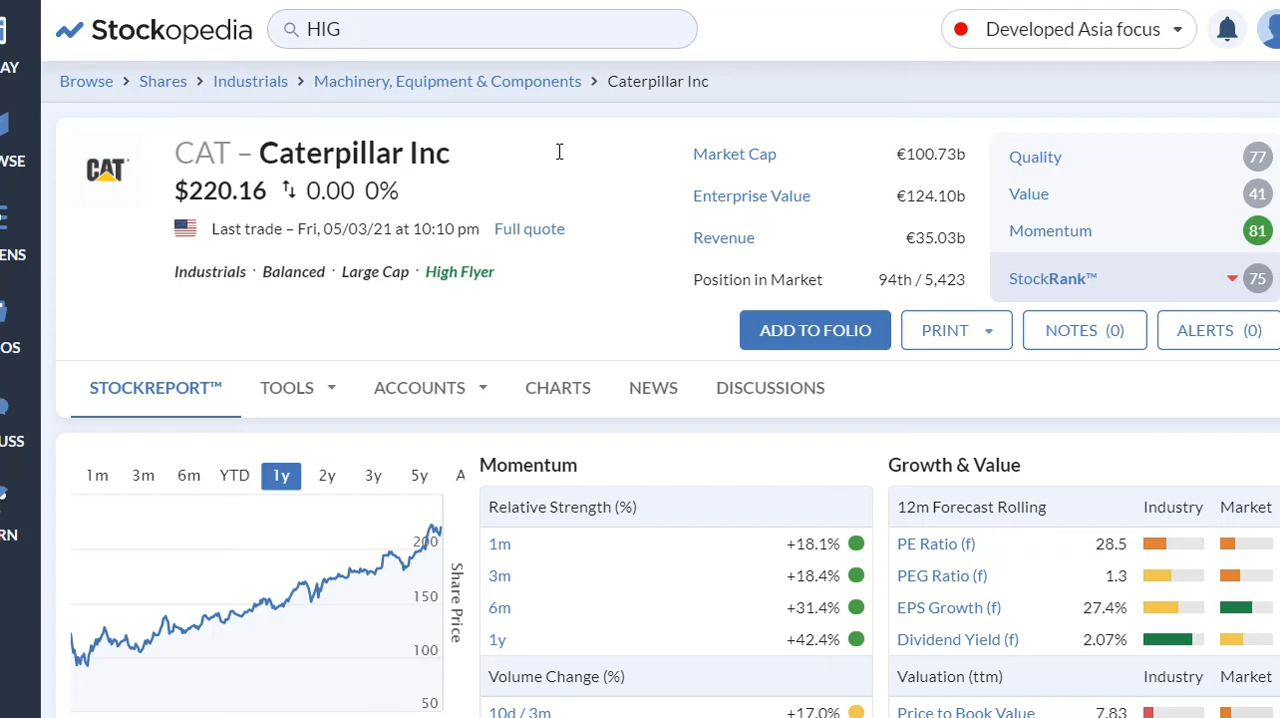 AY
WSE
ENS
OS
USS
RN
Stockopedia
HIG
Developed Asia focus
Browse > Shares > Industrials > Machinery, Equipment & Components > Caterpillar Inc
CAT
CAT – Caterpillar Inc
$220.16 0.00 0%
Last trade – Fri, 05/03/21 at 10:10 pm Full quote
Industrials · Balanced · Large Cap · High Flyer
Market Cap €100.73b
Enterprise Value €124.10b
Revenue €35.03b
Position in Market 94th / 5,423
Quality 77
Value 41
Momentum 81
StockRank™ 75
ADD TO FOLIO
PRINT
NOTES (0)
ALERTS (0)
STOCKREPORT™ TOOLS ACCOUNTS CHARTS NEWS DISCUSSIONS
1m 3m 6m YTD 1y 2y 3y 5y A
200
150
100
50
Share Price
Momentum
Relative Strength (%)
1m +18.1%
3m +18.4%
6m +31.4%
1y +42.4%
Volume Change (%)
10d / 3m +17.0%
Growth & Value
12m Forecast Rolling Industry Market
PE Ratio (f) 28.5
PEG Ratio (f) 1.3
EPS Growth (f) 27.4%
Dividend Yield (f) 2.07%
Valuation (ttm) Industry Market
Price to Book Value 7.83